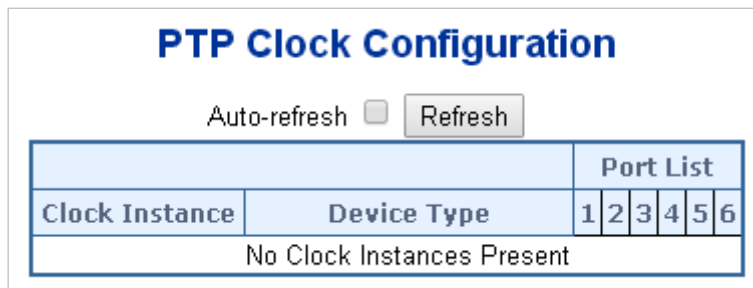 PTP Clock Configuration
Auto-refresh Refresh
Port List
Clock Instance Device Type 1 2 3 4 5 6
No Clock Instances Present